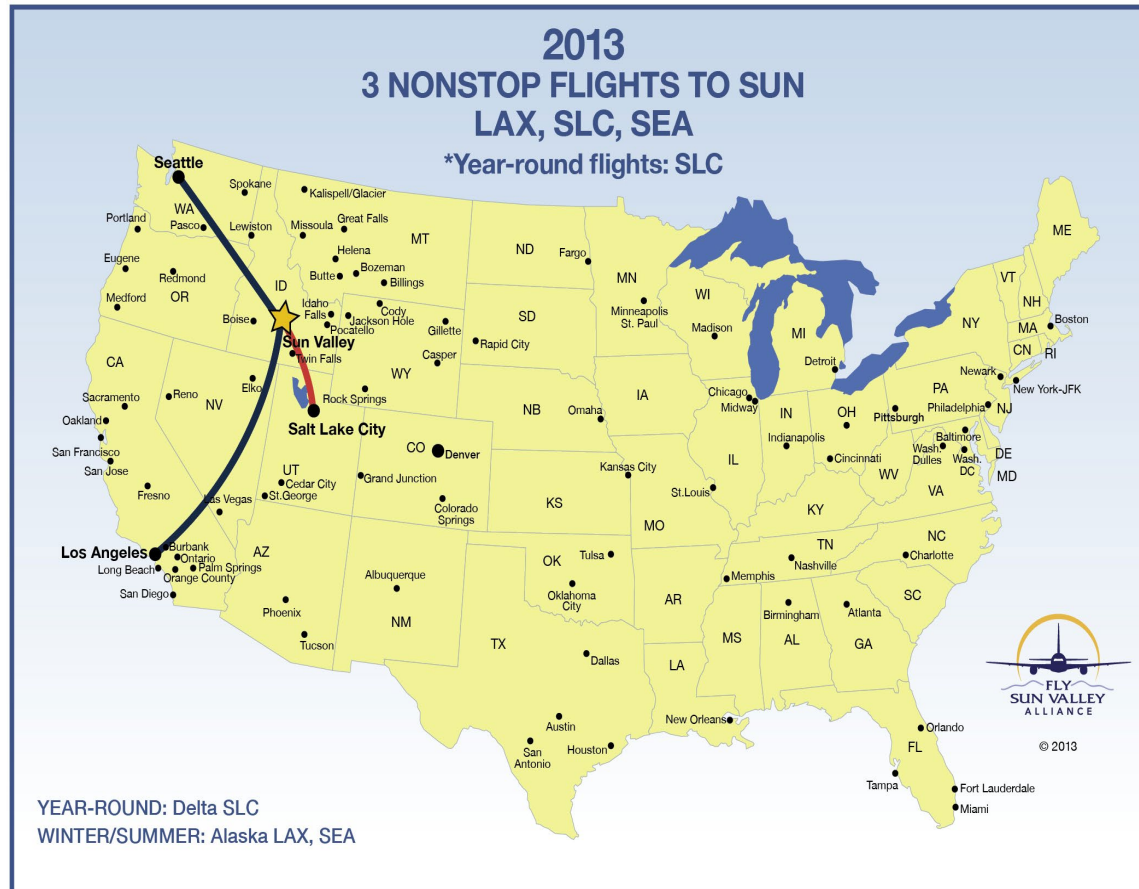 2013
3 NONSTOP FLIGHTS TO SUN
LAX, SLC, SEA
*Year-round flights: SLC
Seattle
Spokane
Kalispell/Glacier
WA
Portland
Pasco
Lewiston
Missoula
Great Falls
MT
ND
Fargo
MN
ME
Eugene
Redmond
OR
Helena
Butte
Bozeman
Billings
ID
Medford
Boise
Idaho
Falls
Pocatello
Jackson Hole
Cody
Gillette
SD
Rapid City
Minneapolis
St. Paul
WI
Madison
MI
Detroit
VT
NH
NY
MA
Boston
CN
RI
Sun Valley
Twin Falls
CA
NV
Elko
Reno
Sacramento
Oakland
San Francisco
San Jose
Fresno
Las Vegas
Casper
WY
Rock Springs
Salt Lake City
UT
Cedar City
St.George
CO
Denver
Grand Junction
Colorado
Springs
NB
Omaha
IA
Chicago
Midway
IL
IN
Indianapolis
OH
Cincinnati
PA
Pittsburgh
Newark
New York-JFK
Philadelphia
NJ
Baltimore
Wash.
Dulles
Wash.
DC
DE
MD
WV
VA
Kansas City
KS
MO
St.Louis
KY
Los Angeles
Burbank
Ontario
Long Beach
Palm Springs
Orange County
San Diego
AZ
Phoenix
Tucson
Albuquerque
NM
OK
Tulsa
Oklahoma
City
AR
TN
Nashville
Memphis
NC
Charlotte
SC
TX
Dallas
Austin
San
Antonio
Houston
LA
New Orleans
MS
Birmingham
AL
Atlanta
GA
FL
Orlando
Tampa
Fort Lauderdale
Miami
FLY
SUN VALLEY
ALLIANCE
© 2013
YEAR-ROUND: Delta SLC
WINTER/SUMMER: Alaska LAX, SEA